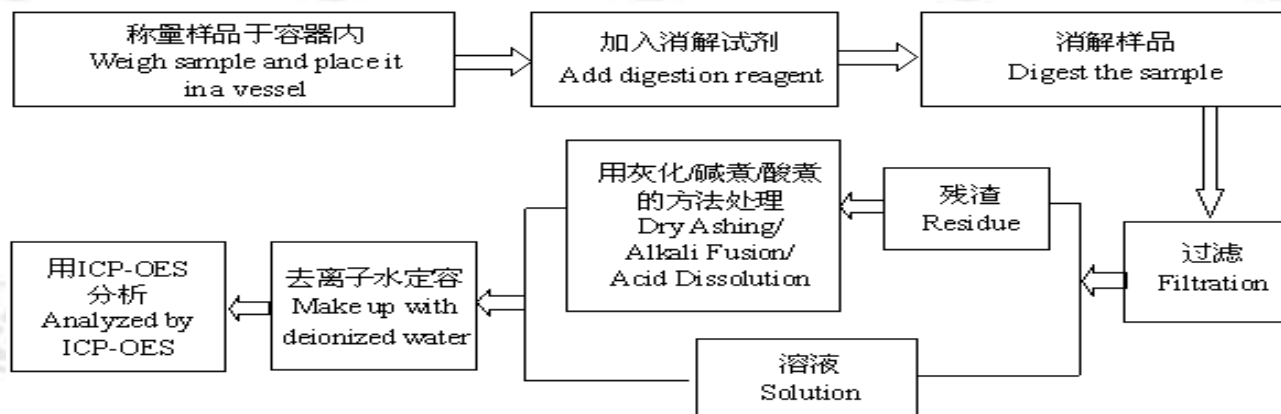 称量样品于容器内
Weigh sample and place it
in a vessel
加入消解试剂
Add digestion reagent
消解样品
Digest the sample
过滤
Filtration
残渣
Residue
溶液
Solution
用灰化/碱煮/酸煮
的方法处理
Dry Ashing/
Alkali Fusion/
Acid Dissolution
去离子水定容
Make up with
deionized water
用ICP-OES
分析
Analyzed by
ICP-OES